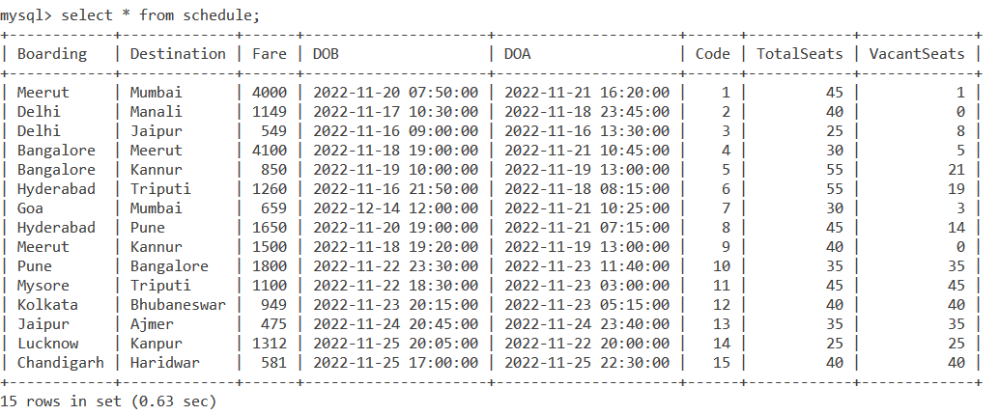 mysql> select * from schedule;
+------------+-------------+------+---------------------+---------------------+------+------------+-------------+
| Boarding   | Destination | Fare | DOB                 | DOA                 | Code | TotalSeats | VacantSeats |
+------------+-------------+------+---------------------+---------------------+------+------------+-------------+
| Meerut     | Mumbai      | 4000 | 2022-11-20 07:50:00 | 2022-11-21 16:20:00 |    1 |         45 |           1 |
| Delhi      | Manali      | 1149 | 2022-11-17 10:30:00 | 2022-11-18 23:45:00 |    2 |         40 |           0 |
| Delhi      | Jaipur      |  549 | 2022-11-16 09:00:00 | 2022-11-16 13:30:00 |    3 |         25 |           8 |
| Bangalore  | Meerut      | 4100 | 2022-11-18 19:00:00 | 2022-11-21 10:45:00 |    4 |         30 |           5 |
| Bangalore  | Kannur      |  850 | 2022-11-19 10:00:00 | 2022-11-19 13:00:00 |    5 |         55 |          21 |
| Hyderabad  | Triputi     | 1260 | 2022-11-16 21:50:00 | 2022-11-18 08:15:00 |    6 |         55 |          19 |
| Goa        | Mumbai      |  659 | 2022-12-14 12:00:00 | 2022-11-21 10:25:00 |    7 |         30 |           3 |
| Hyderabad  | Pune        | 1650 | 2022-11-20 19:00:00 | 2022-11-21 07:15:00 |    8 |         45 |          14 |
| Meerut     | Kannur      | 1500 | 2022-11-18 19:20:00 | 2022-11-19 13:00:00 |    9 |         40 |           0 |
| Pune       | Bangalore   | 1800 | 2022-11-22 23:30:00 | 2022-11-23 11:40:00 |   10 |         35 |          35 |
| Mysore     | Triputi     | 1100 | 2022-11-22 18:30:00 | 2022-11-23 03:00:00 |   11 |         45 |          45 |
| Kolkata    | Bhubaneswar |  949 | 2022-11-23 20:15:00 | 2022-11-23 05:15:00 |   12 |         40 |          40 |
| Jaipur     | Ajmer       |  475 | 2022-11-24 20:45:00 | 2022-11-24 23:40:00 |   13 |         35 |          35 |
| Lucknow    | Kanpur      | 1312 | 2022-11-25 20:05:00 | 2022-11-22 20:00:00 |   14 |         25 |          25 |
| Chandigarh | Haridwar    |  581 | 2022-11-25 17:00:00 | 2022-11-25 22:30:00 |   15 |         40 |          40 |
+------------+-------------+------+---------------------+---------------------+------+------------+-------------+
15 rows in set (0.63 sec)